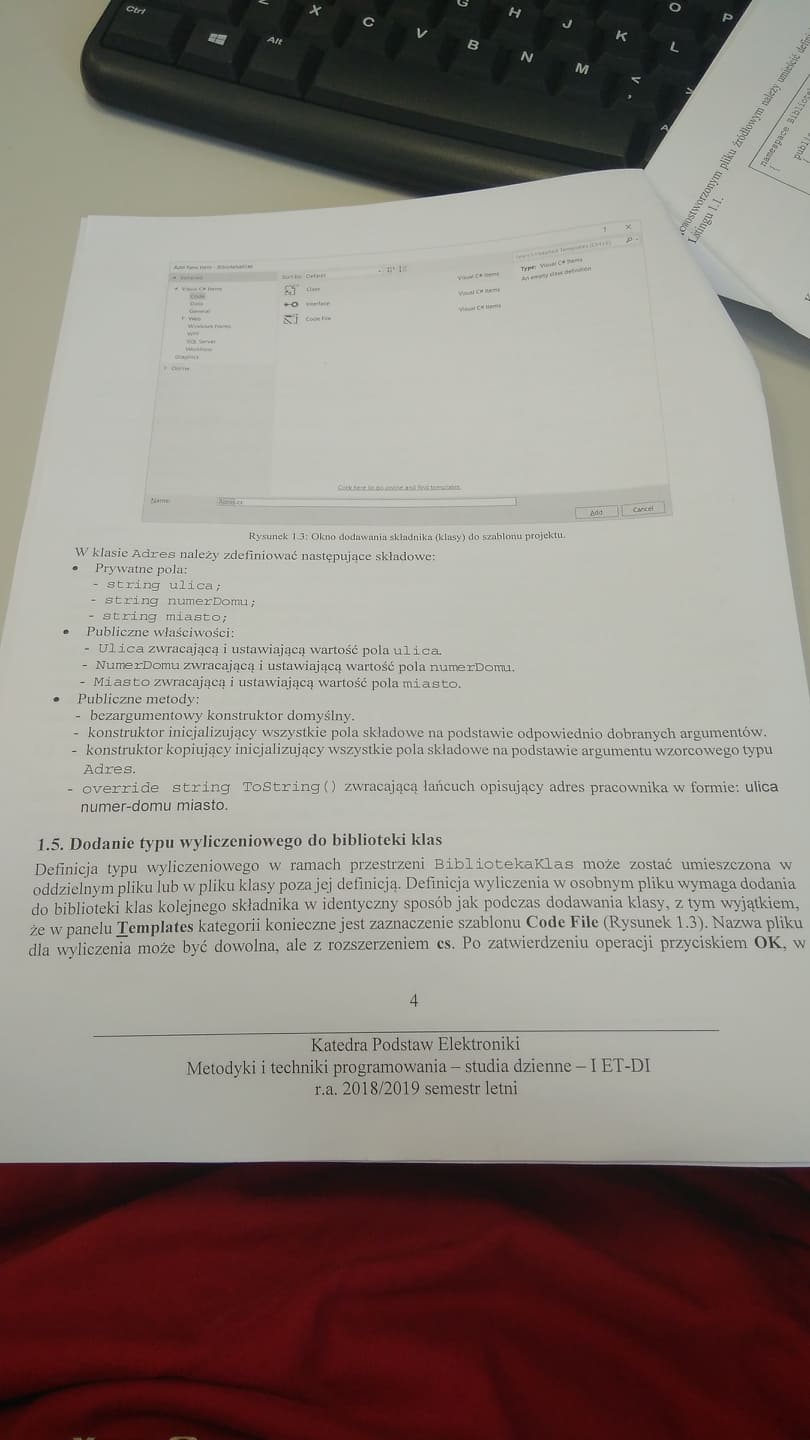 Ctrl
Alt
X
C
V
B
N
M
G
H
J
K
L
O
P
A
tworzonym pliku źródłowym należy umieścić
Listingu 1.1.
namespace
{
Add New Item -
Sort by: Default
Type: Visual C# Items
An empty class definition
Visual C# Items
Code
Data
General
Web
Windows Forms
WPF
SQL Server
Workflow
Graphics
Online
Class
Visual C# Items
Interface
Visual C# Items
Code File
Visual C# Items
Click here to go online and find templates.
Name:
Add
Cancel
Rysunek 1.3: Okno dodawania składnika (klasy) do szablonu projektu.
W klasie Adres należy zdefiniować następujące składowe:
• Prywatne pola:
- string ulica;
- string numerDomu;
- string miasto;
• Publiczne właściwości:
- Ulica zwracającą i ustawiającą wartość pola ulica.
- NumerDomu zwracającą i ustawiającą wartość pola numerDomu.
- Miasto zwracającą i ustawiającą wartość pola miasto.
• Publiczne metody:
- bezargumentowy konstruktor domyślny.
- konstruktor inicjalizujący wszystkie pola składowe na podstawie odpowiednio dobranych argumentów.
- konstruktor kopiujący inicjalizujący wszystkie pola składowe na podstawie argumentu wzorcowego typu
Adres.
- override string ToString() zwracającą łańcuch opisujący adres pracownika w formie: ulica
numer-domu miasto.
1.5. Dodanie typu wyliczeniowego do biblioteki klas
Definicja typu wyliczeniowego w ramach przestrzeni BibliotekaKlas może zostać umieszczona w
oddzielnym pliku lub w pliku klasy poza jej definicją. Definicja wyliczenia w osobnym pliku wymaga dodania
do biblioteki klas kolejnego składnika w identyczny sposób jak podczas dodawania klasy, z tym wyjątkiem,
że w panelu Templates kategorii konieczne jest zaznaczenie szablonu Code File (Rysunek 1.3). Nazwa pliku
dla wyliczenia może być dowolna, ale z rozszerzeniem cs. Po zatwierdzeniu operacji przyciskiem OK, w
4
Katedra Podstaw Elektroniki
Metodyki i techniki programowania – studia dzienne – I ET-DI
r.a. 2018/2019 semestr letni